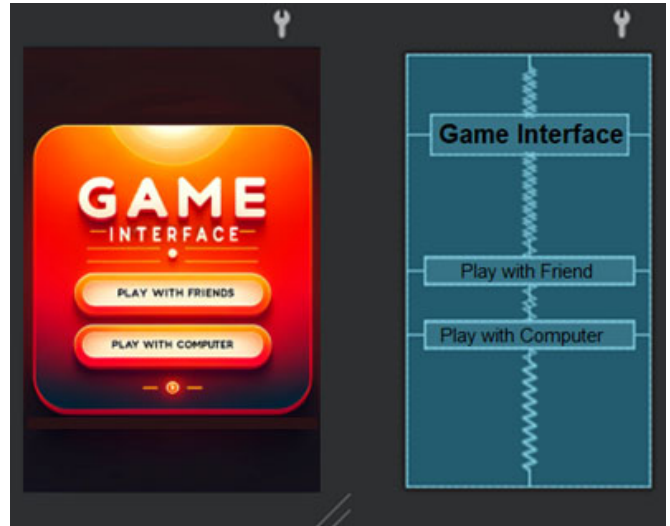 GAME
INTERFACE
PLAY WITH FRIENDS
PLAY WITH COMPUTER
Game Interface
Play with Friend
Play with Computer